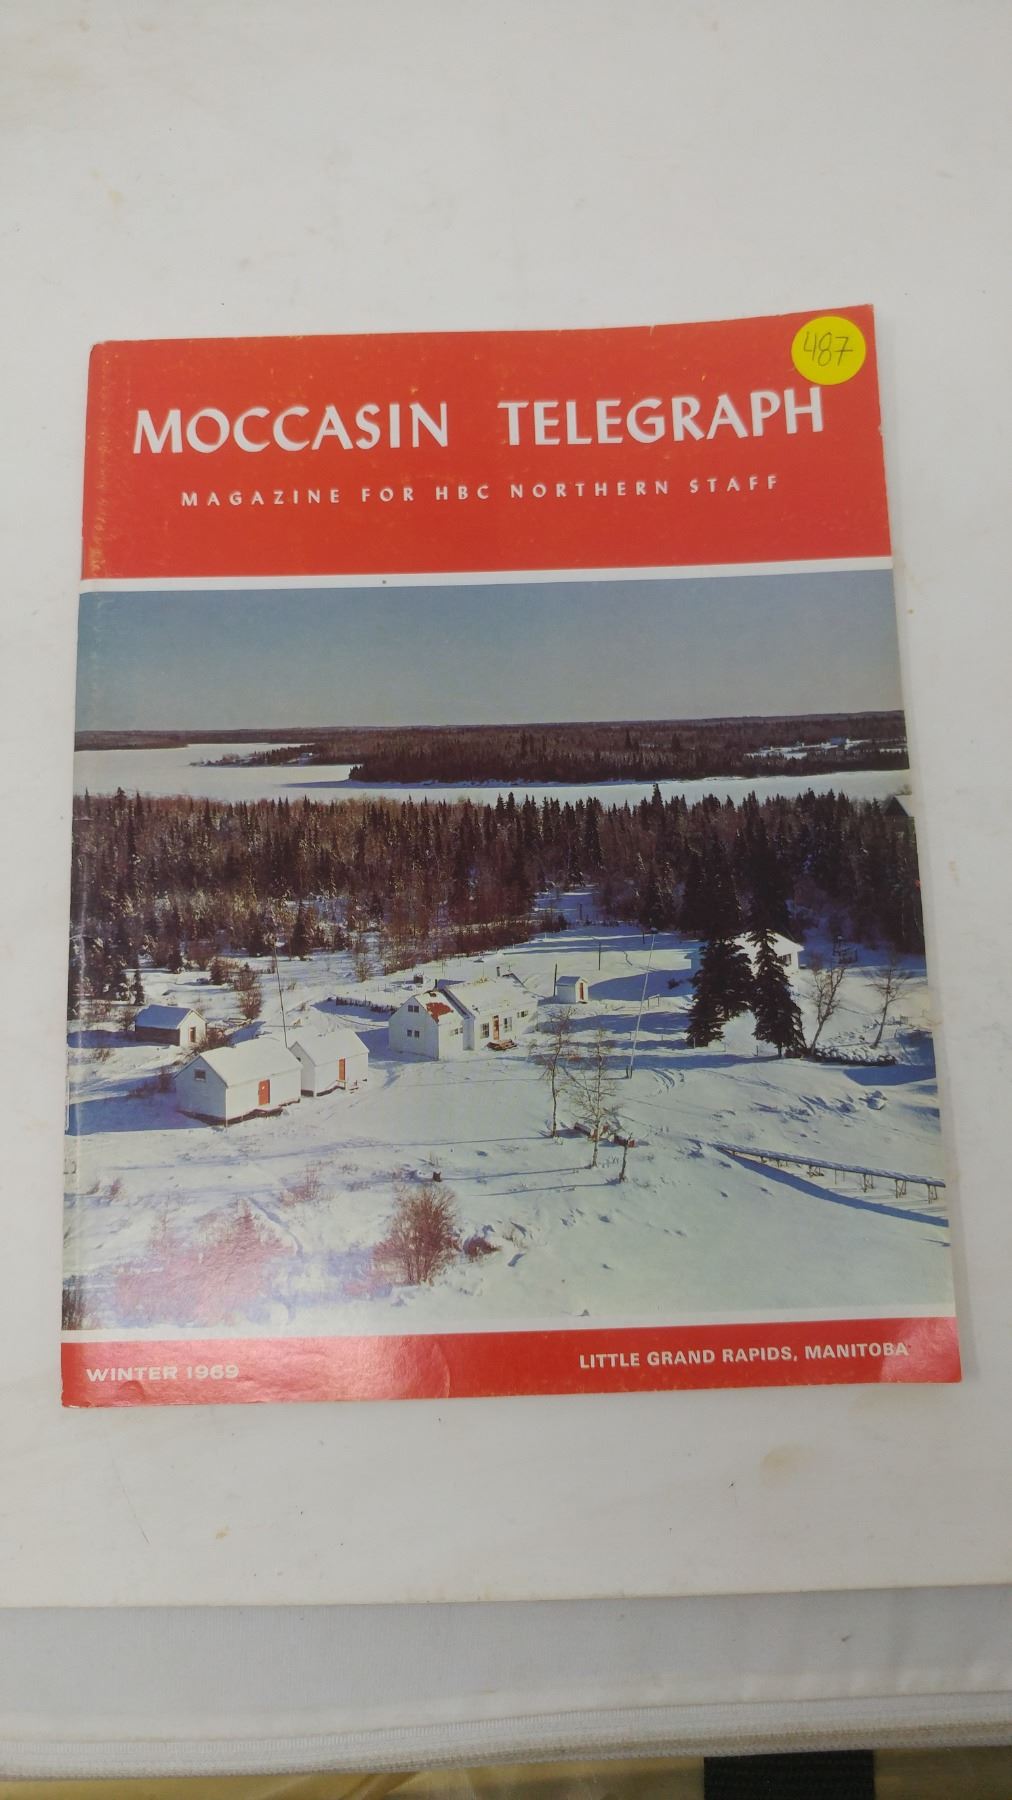 487
MOCCASIN TELEGRAPH
MAGAZINE FOR HBC NORTHERN STAFF
WINTER 1969
LITTLE GRAND RAPIDS, MANITOBA